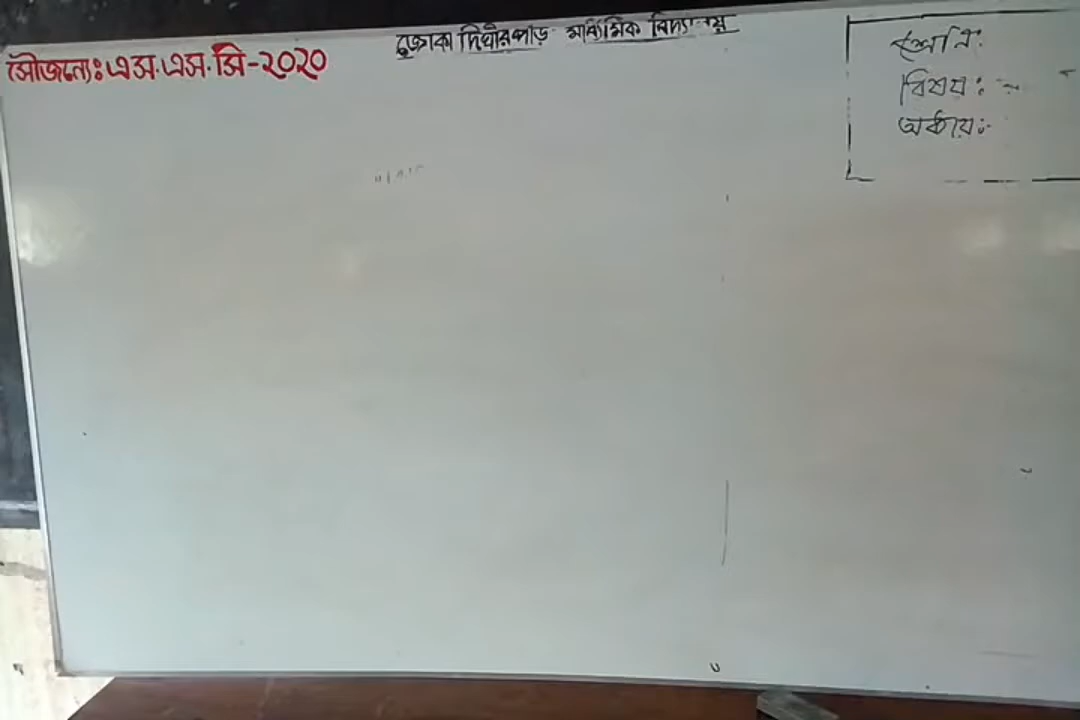 সৌজন্যেঃ এস.এস.সি-২০২০
দিঘীরপাড় মাধ্যমিক বিদ্যালয়
শ্রেণি:
বিষয়:
অধ্যায়:-